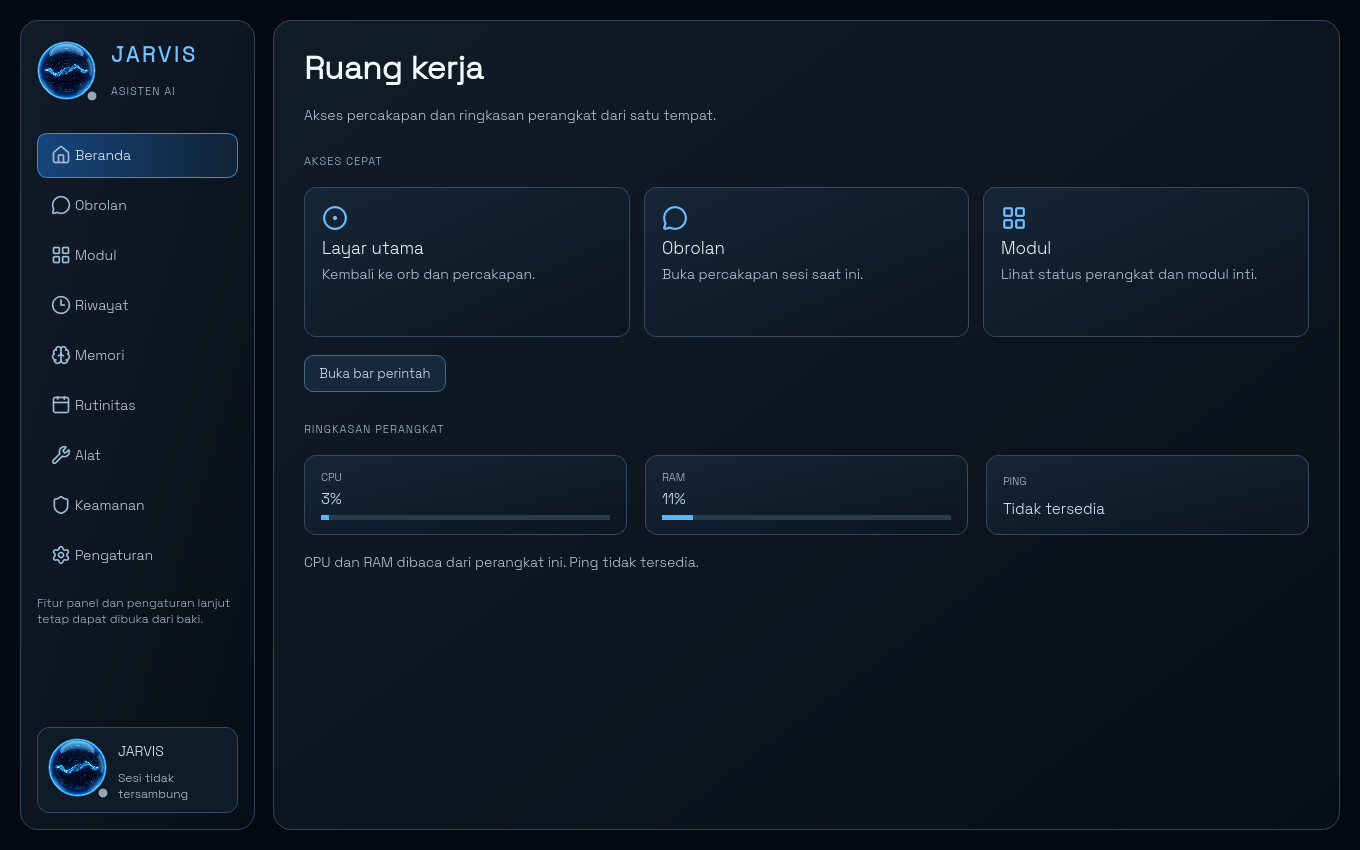 JARVIS
ASISTEN AI
Beranda
Obrolan
Modul
Riwayat
Memori
Rutinitas
Alat
Keamanan
Pengaturan
Fitur panel dan pengaturan lanjut
tetap dapat dibuka dari baki.
JARVIS
Sesi tidak
tersambung
Ruang kerja
Akses percakapan dan ringkasan perangkat dari satu tempat.
AKSES CEPAT
Layar utama
Kembali ke orb dan percakapan.
Obrolan
Buka percakapan sesi saat ini.
Modul
Lihat status perangkat dan modul inti.
Buka bar perintah
RINGKASAN PERANGKAT
CPU
3%
RAM
11%
PING
Tidak tersedia
CPU dan RAM dibaca dari perangkat ini. Ping tidak tersedia.